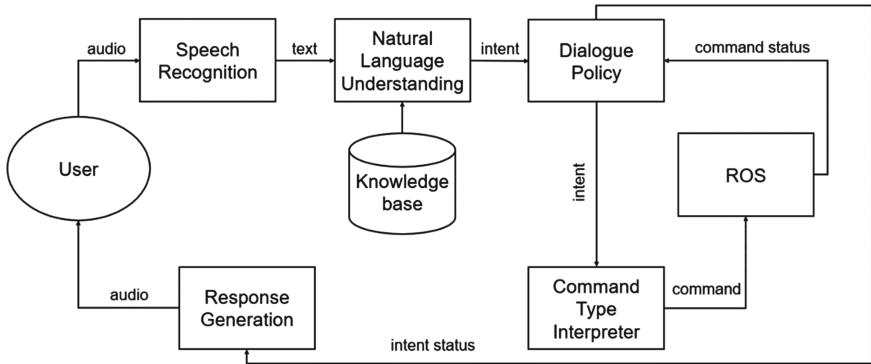 audio
Speech
Recognition
text
Natural
Language
Understanding
intent
Dialogue
Policy
command status
User
Knowledge
base
intent
ROS
audio
Response
Generation
Command
Type
Interpreter
command
intent status